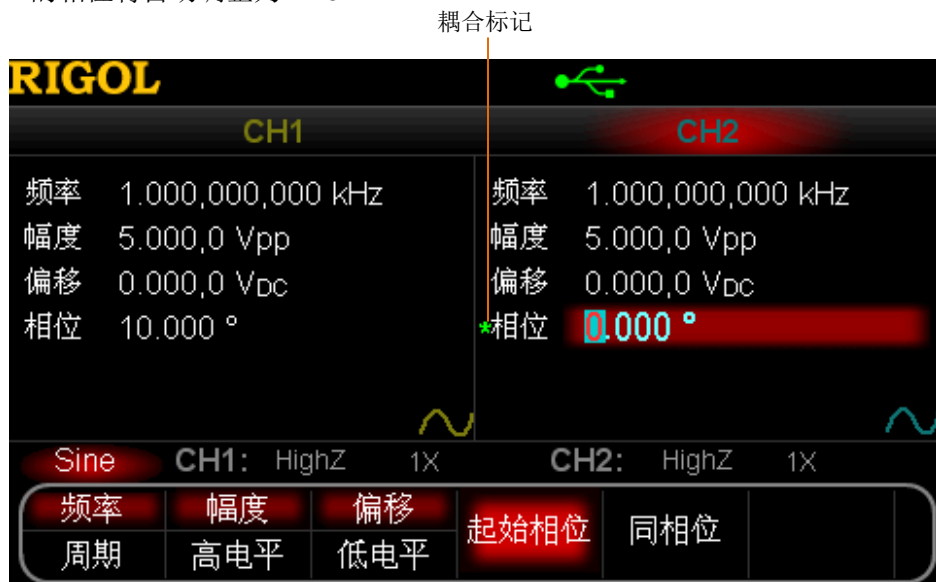 耦合标记
RIGOL
CH1 CH2
频率 1.000,000,000 kHz 频率 1.000,000,000 kHz
幅度 5.000,0 Vpp 幅度 5.000,0 Vpp
偏移 0.000,0 VDC 偏移 0.000,0 VDC
相位 10.000 ° *相位 0.000 °
Sine CH1: HighZ 1X CH2: HighZ 1X
频率 幅度 偏移 起始相位 同相位
周期 高电平 低电平